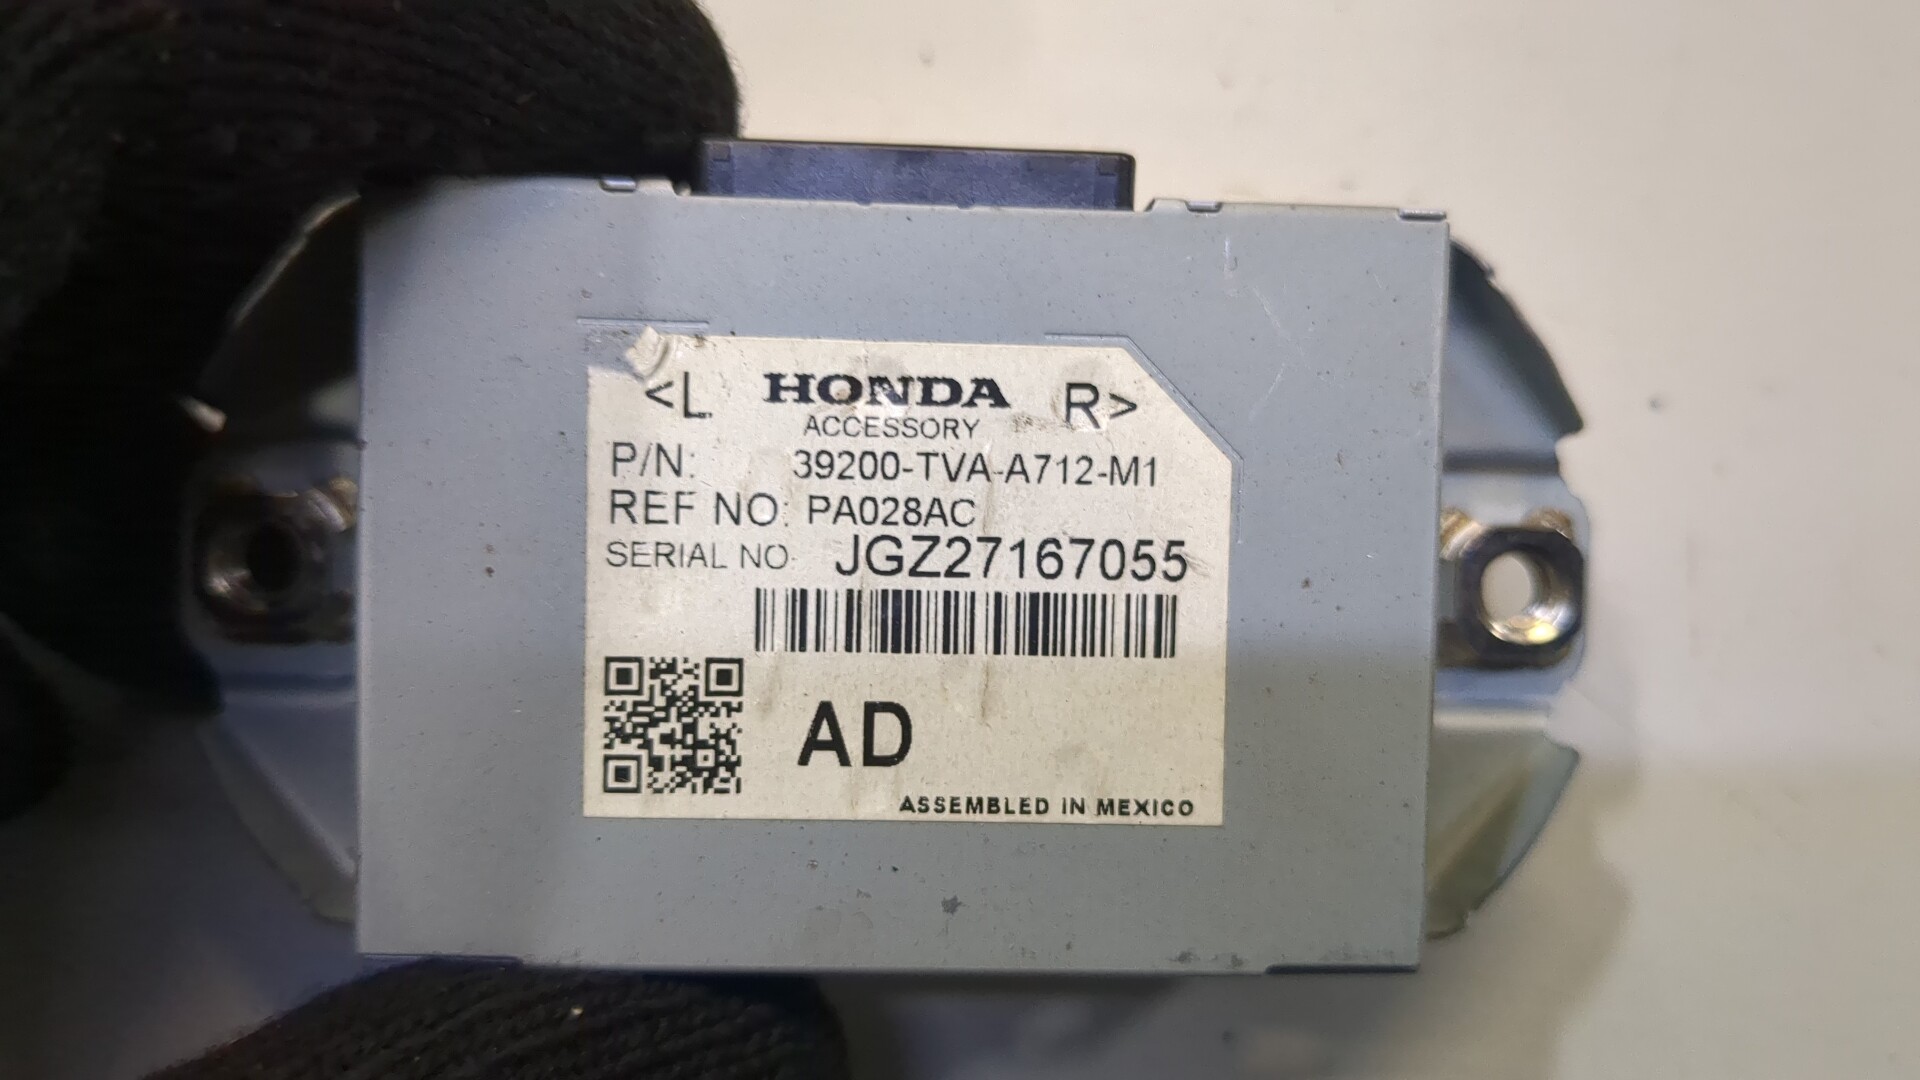 <L HONDA R>
ACCESSORY
P/N: 39200-TVA-A712-M1
REF NO: PA028AC
SERIAL NO: JGZ27167055
AD
ASSEMBLED IN MEXICO